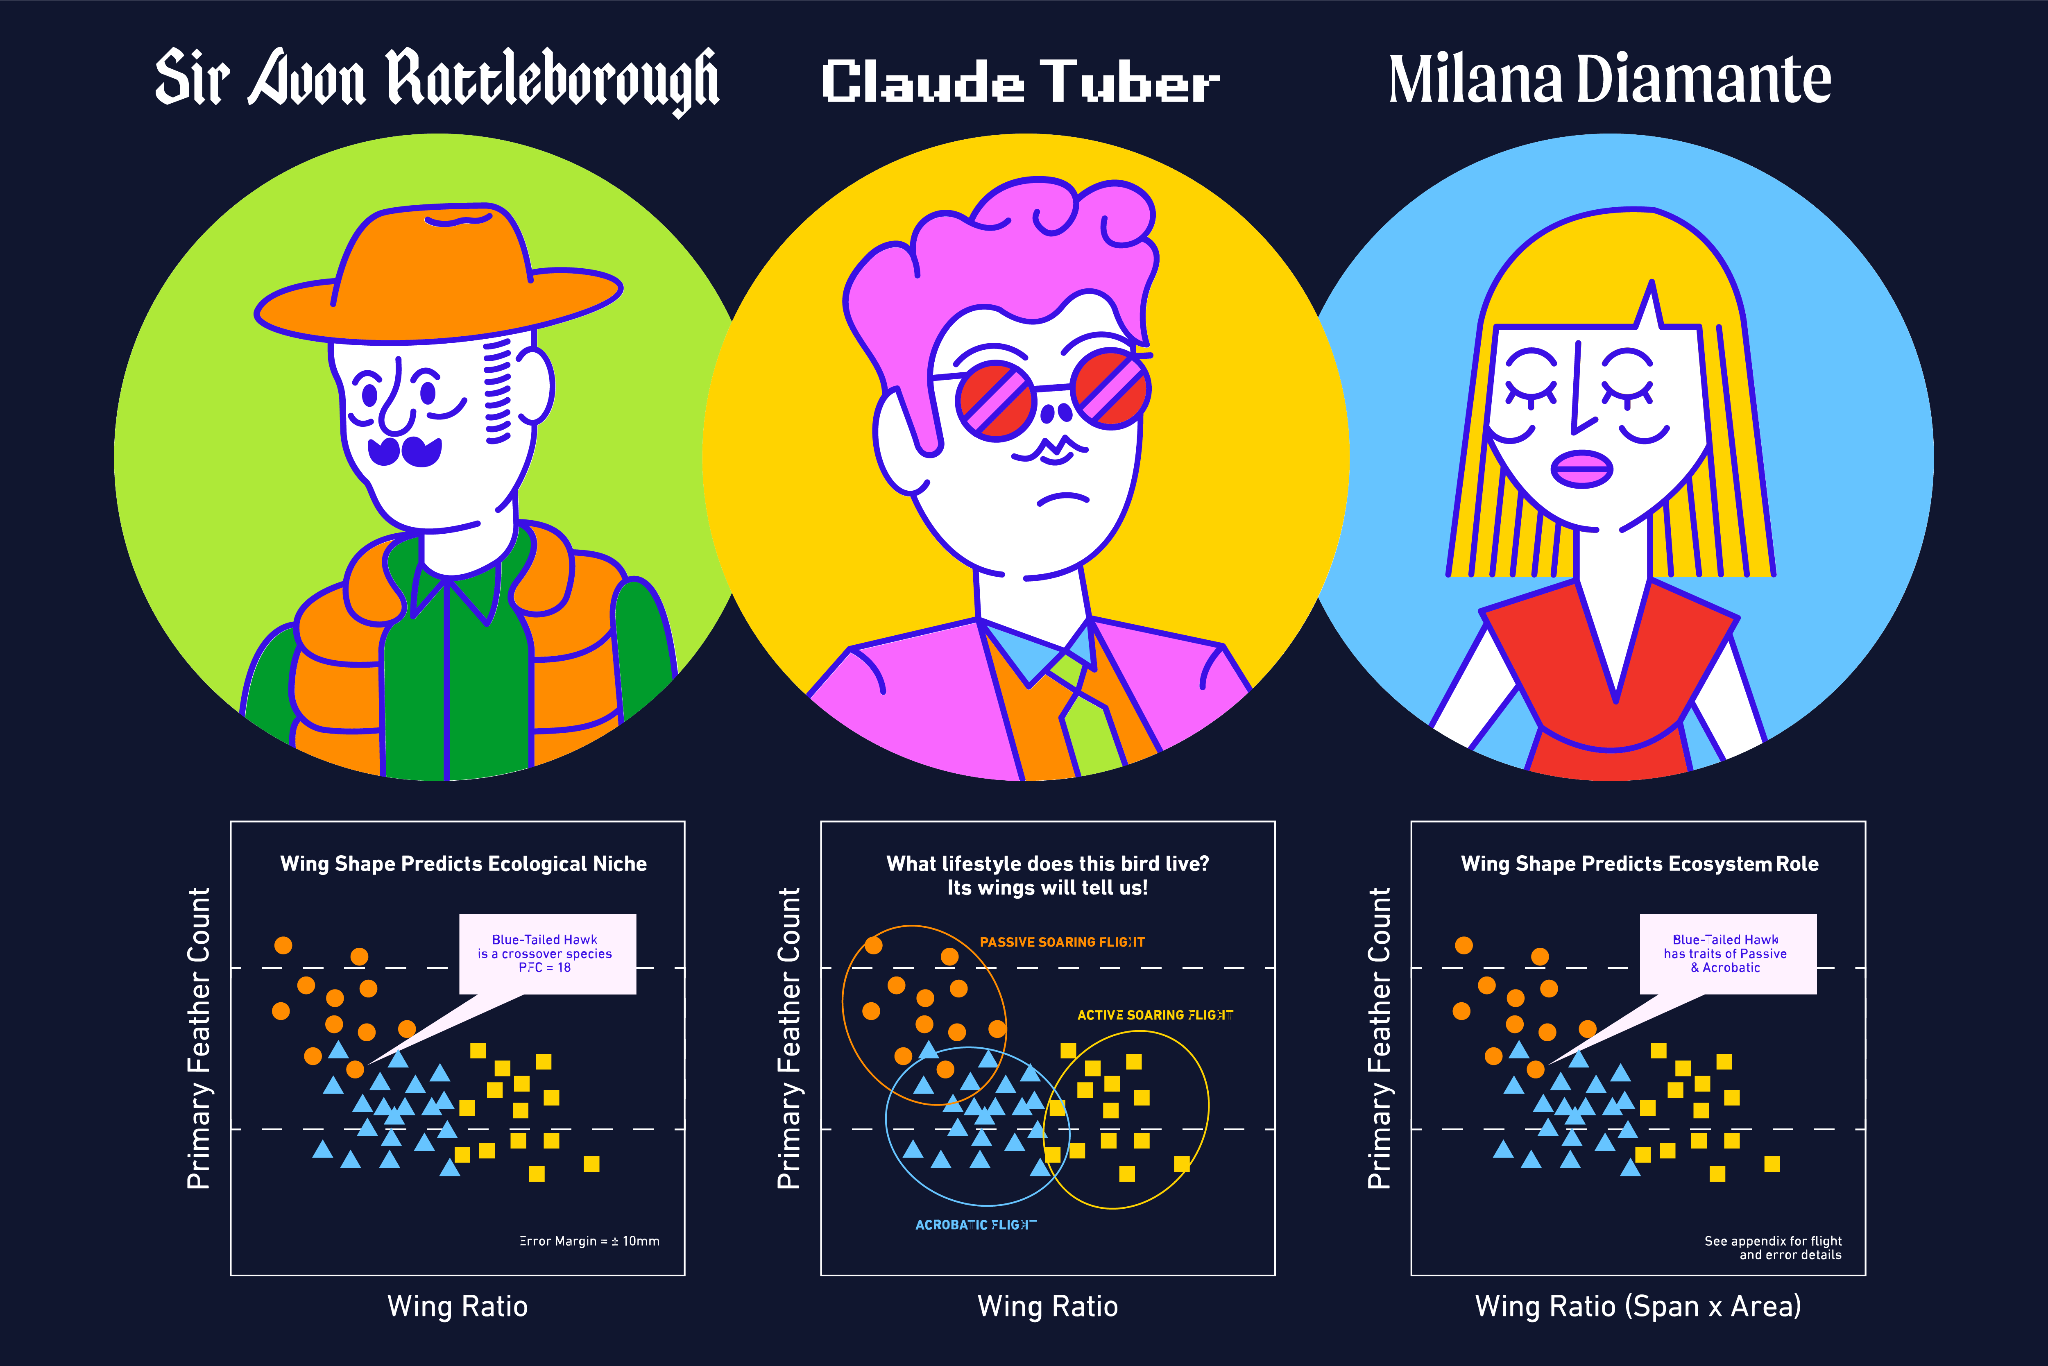 Sir Avon Rattleborough
Claude Tuber
Milana Diamante
Wing Shape Predicts Ecological Niche
Primary Feather Count
Blue-Tailed Hawk
is a crossover species
PFC = 18
Error Margin = ± 10mm
Wing Ratio
What lifestyle does this bird live?
Its wings will tell us!
Primary Feather Count
PASSIVE SOARING FLIGHT
ACTIVE SOARING FLIGHT
ACROBATIC FLIGHT
Wing Ratio
Wing Shape Predicts Ecosystem Role
Primary Feather Count
Blue-Tailed Hawk
has traits of Passive
& Acrobatic
See appendix for flight
and error details
Wing Ratio (Span x Area)